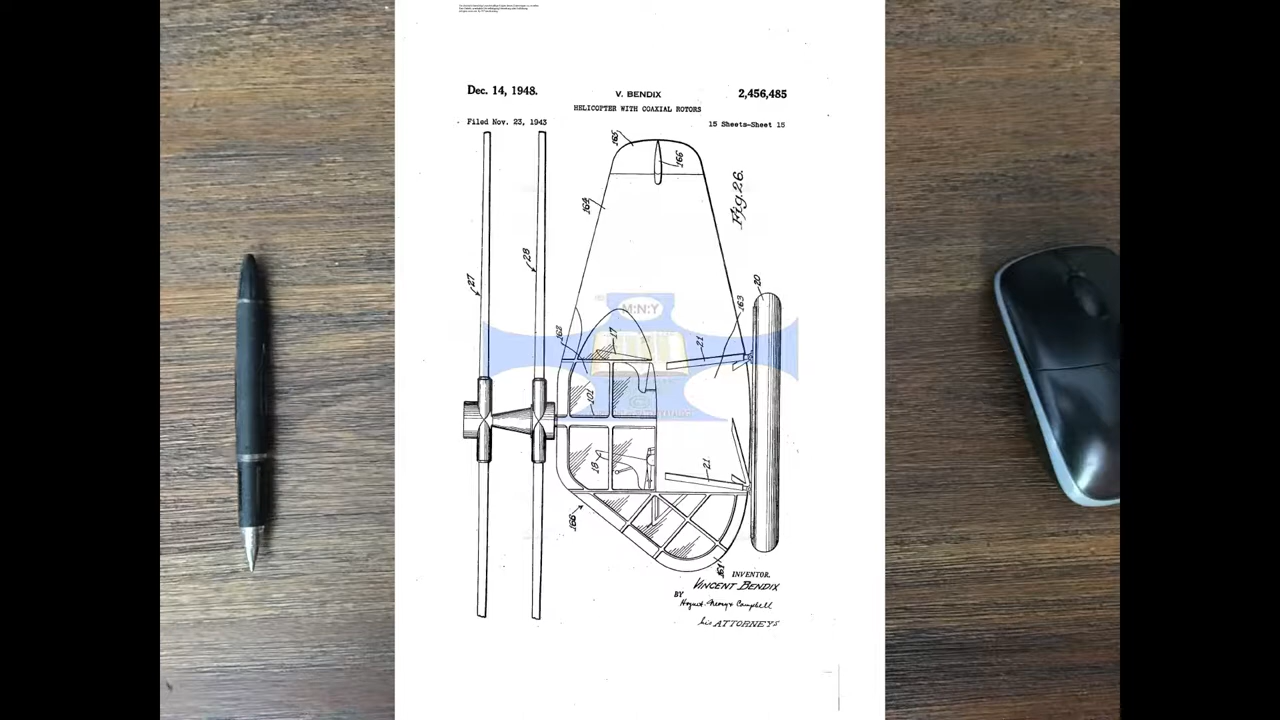 Dec. 14, 1948.
V. BENDIX
2,456,485
HELICOPTER WITH COAXIAL ROTORS
Filed Nov. 23, 1943
15 Sheets-Sheet 15
165
166
164
Fig. 26.
28
27
20
163
162
17
21
101
18
21
166
161
INVENTOR.
VINCENT BENDIX
BY
his ATTORNEYS
M:N:Y